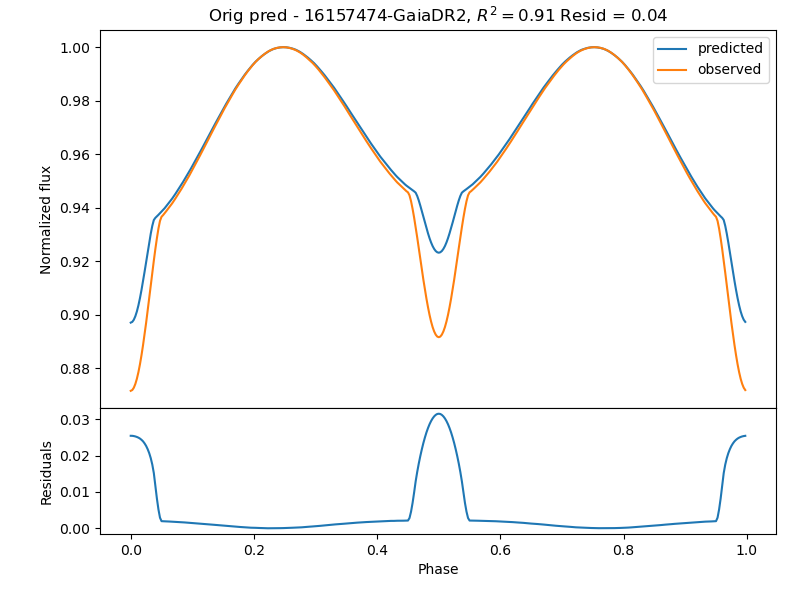 Orig pred - 16157474-GaiaDR2, R² = 0.91 Resid = 0.04
predicted
observed
Normalized flux
1.00
0.98
0.96
0.94
0.92
0.90
0.88
Residuals
0.03
0.02
0.01
0.00
0.0 0.2 0.4 0.6 0.8 1.0
Phase